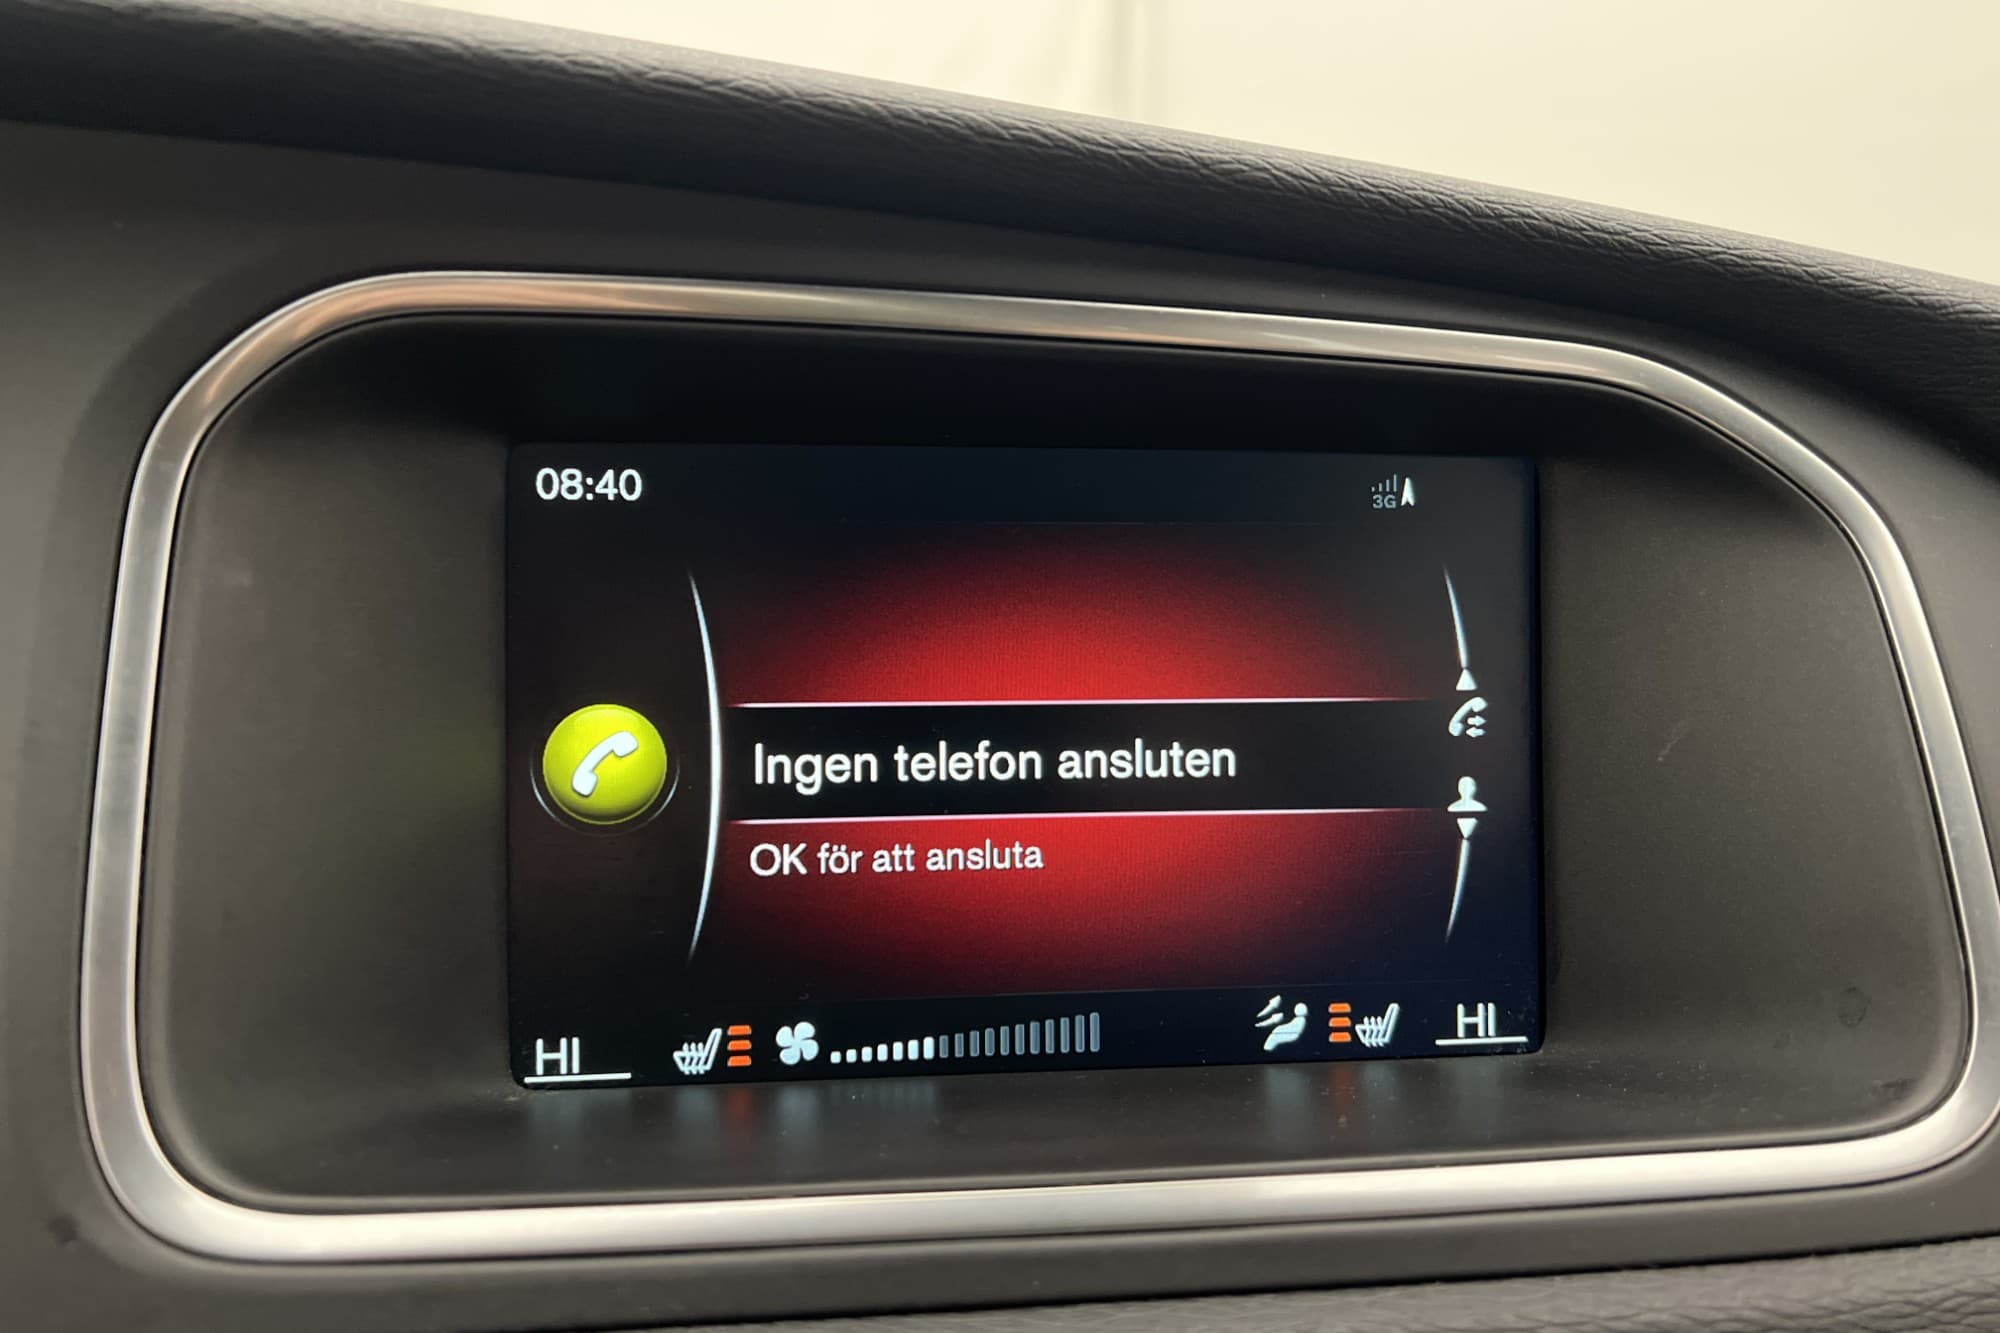 08:40
3G
Ingen telefon ansluten
OK för att ansluta
HI
HI